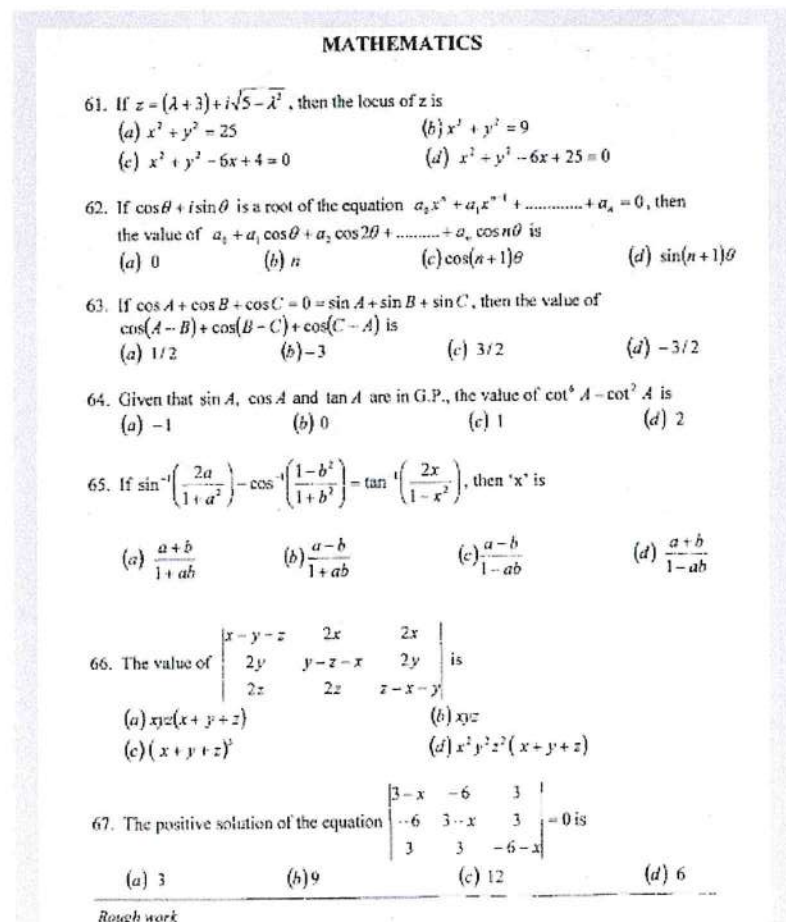 MATHEMATICS
61. If z = (λ+3)+i√(5−λ²), then the locus of z is
(a) x² + y² = 25 (b) x² + y² = 9
(c) x² + y² − 6x + 4 = 0 (d) x² + y² − 6x + 25 = 0
62. If cosθ + i sinθ is a root of the equation a₀xⁿ + a₁xⁿ⁻¹ + ............. + aₙ = 0, then
the value of a₀ + a₁ cosθ + a₂ cos 2θ + .......... + aₙ cos nθ is
(a) 0 (b) n (c) cos(n+1)θ (d) sin(n+1)θ
63. If cos A + cos B + cos C = 0 = sin A + sin B + sin C, then the value of
cos(A − B) + cos(B − C) + cos(C − A) is
(a) 1/2 (b) −3 (c) 3/2 (d) −3/2
64. Given that sin A, cos A and tan A are in G.P., the value of cot⁶ A − cot² A is
(a) −1 (b) 0 (c) 1 (d) 2
65. If sin⁻¹(2a/(1+a²)) − cos⁻¹((1−b²)/(1+b²)) = tan⁻¹(2x/(1−x²)), then 'x' is
(a) (a+b)/(1+ab) (b) (a−b)/(1+ab) (c) (a−b)/(1−ab) (d) (a+b)/(1−ab)
66. The value of |x−y−z 2x 2x| is
|2y y−z−x 2y|
|2z 2z z−x−y|
(a) xyz(x + y + z) (b) xyz
(c) (x + y + z)³ (d) x²y²z²(x + y + z)
67. The positive solution of the equation |3−x −6 3| = 0 is
|−6 3−x 3|
|3 3 −6−x|
(a) 3 (b) 9 (c) 12 (d) 6
Rough work